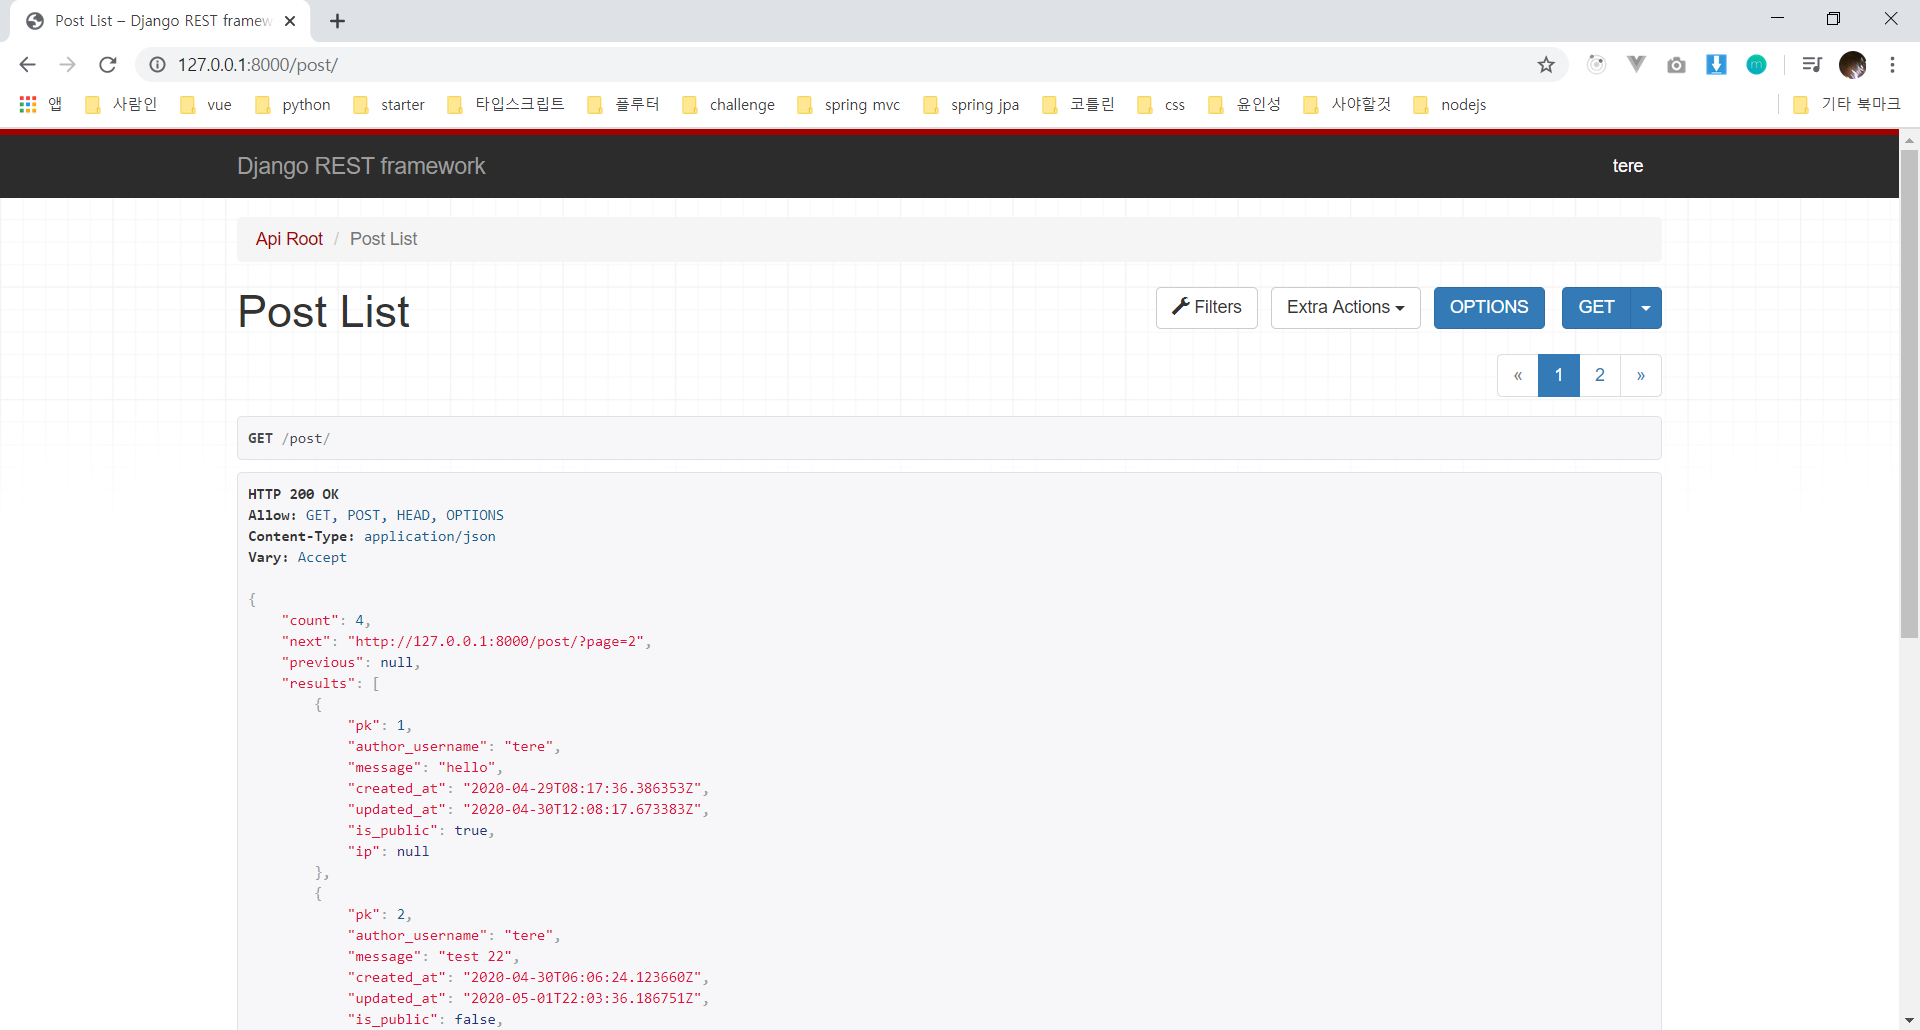 Post List – Django REST framew
127.0.0.1:8000/post/
앱 사람인 vue python starter 타입스크립트 플루터 challenge spring mvc spring jpa 코틀린 css 윤인성 사야할것 nodejs 기타 북마크
Django REST framework tere
Api Root / Post List
Post List Filters Extra Actions OPTIONS GET
« 1 2 »
GET /post/
HTTP 200 OK
Allow: GET, POST, HEAD, OPTIONS
Content-Type: application/json
Vary: Accept
{
    "count": 4,
    "next": "http://127.0.0.1:8000/post/?page=2",
    "previous": null,
    "results": [
        {
            "pk": 1,
            "author_username": "tere",
            "message": "hello",
            "created_at": "2020-04-29T08:17:36.386353Z",
            "updated_at": "2020-04-30T12:08:17.673383Z",
            "is_public": true,
            "ip": null
        },
        {
            "pk": 2,
            "author_username": "tere",
            "message": "test 22",
            "created_at": "2020-04-30T06:06:24.123660Z",
            "updated_at": "2020-05-01T22:03:36.186751Z",
            "is_public": false,